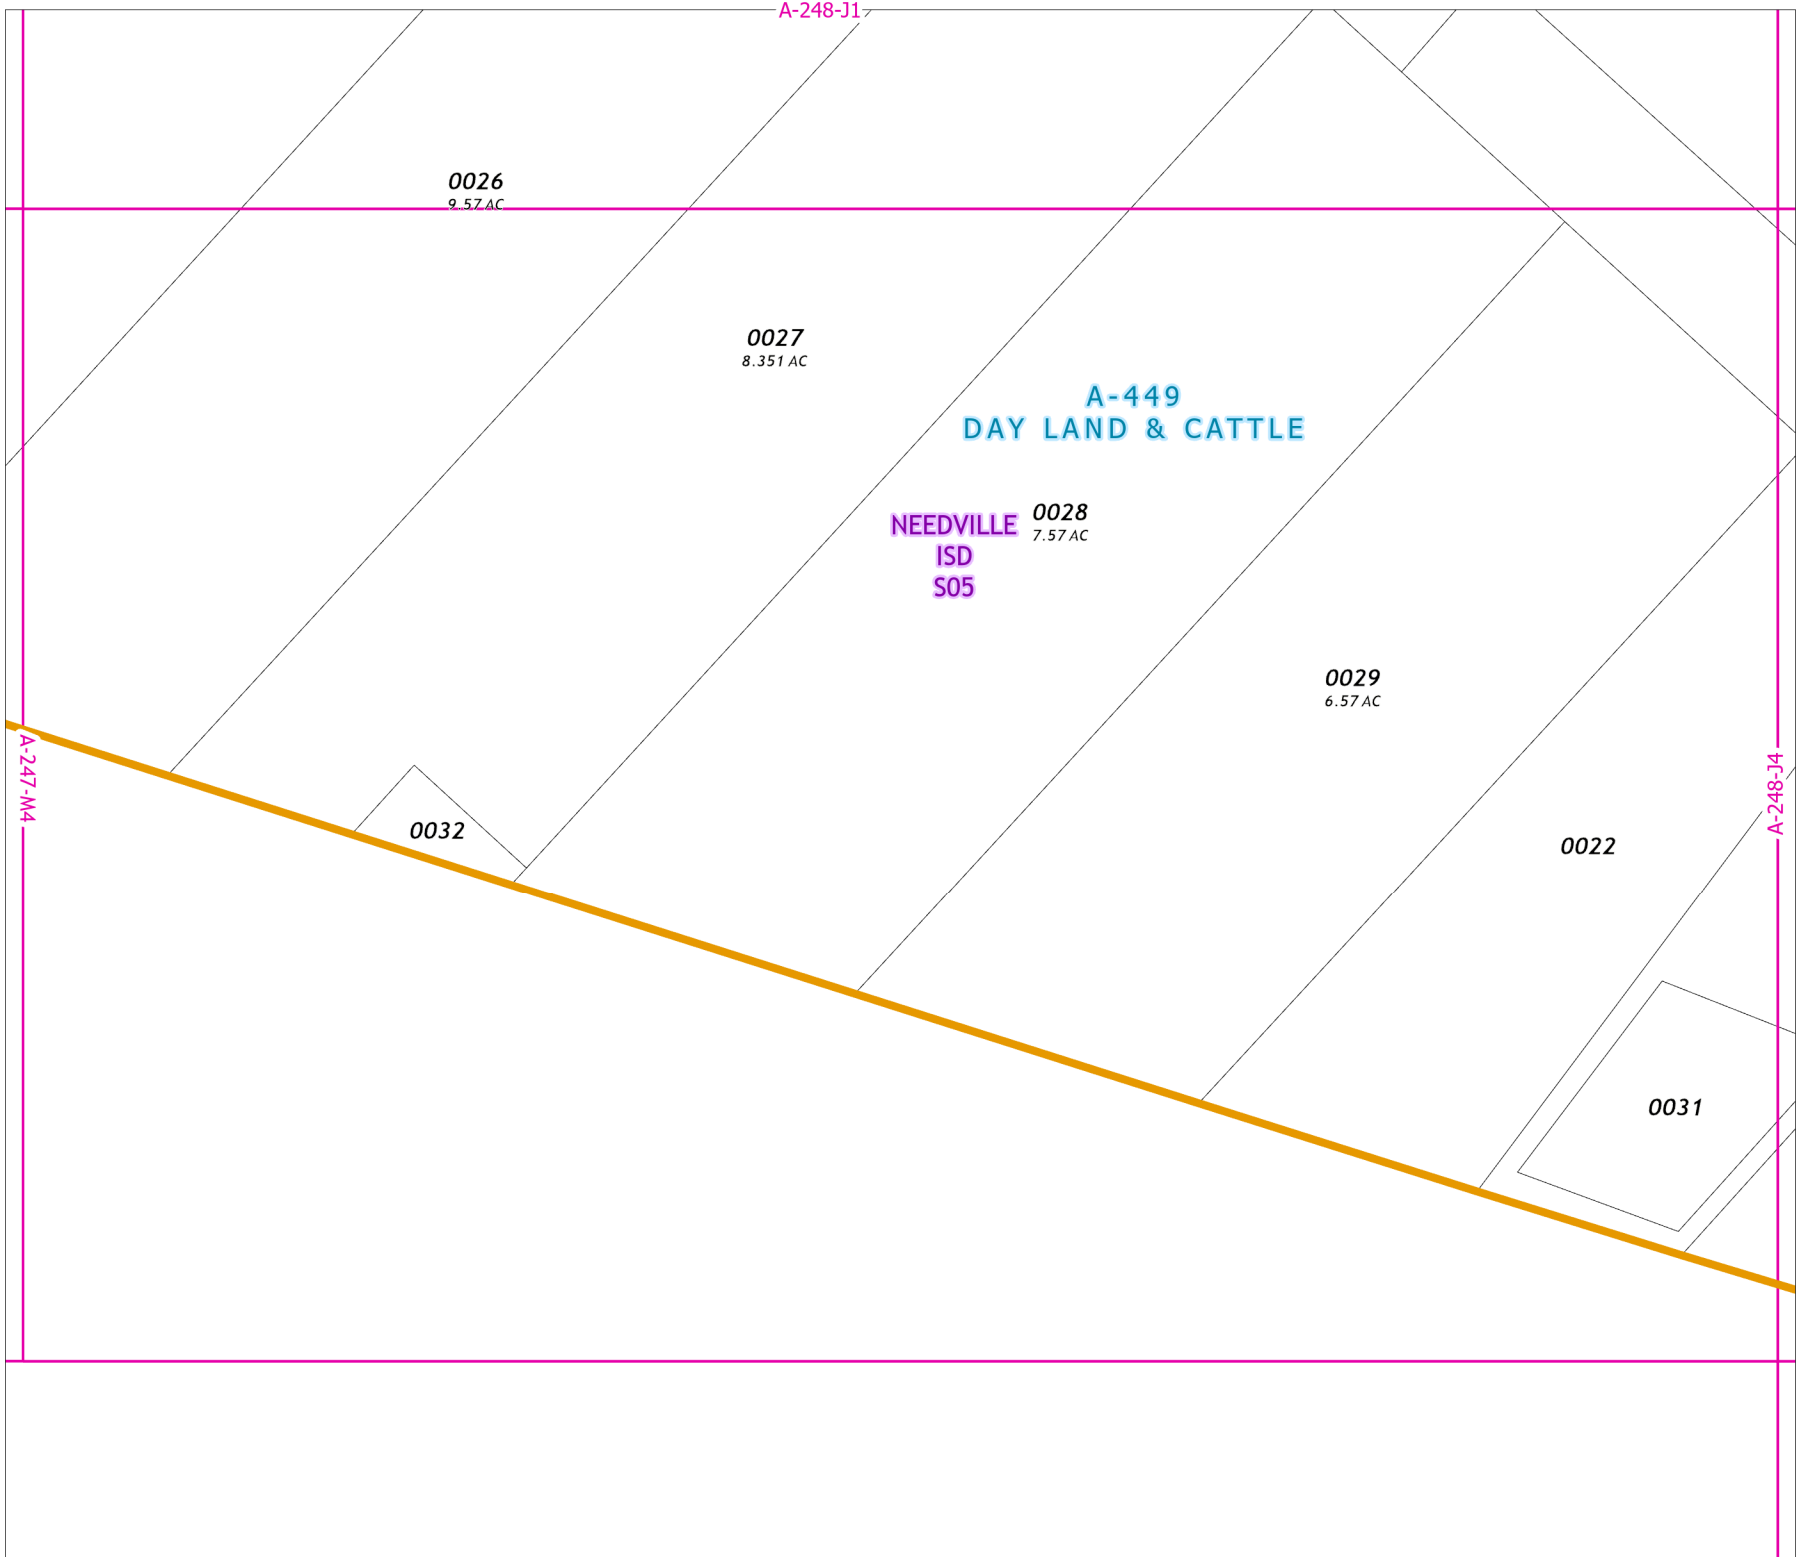 A-248-J1
0026
9.57 AC
0027
8.351 AC
A-449
DAY LAND & CATTLE
0028
7.57 AC
NEEDVILLE
ISD
S05
0029
6.57 AC
A-247-M4
A-248-J4
0032
0022
0031